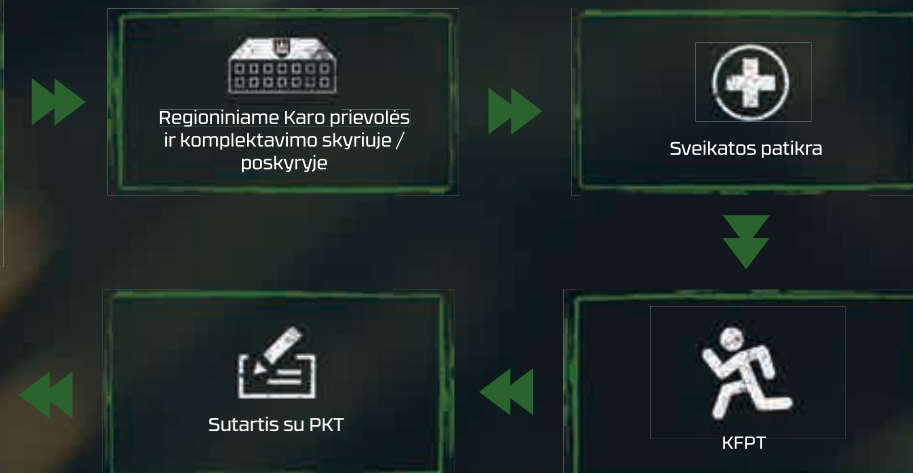 Regioniniame Karo prievolės
ir komplektavimo skyriuje /
poskyryje
Sveikatos patikra
KFPT
Sutartis su PKT